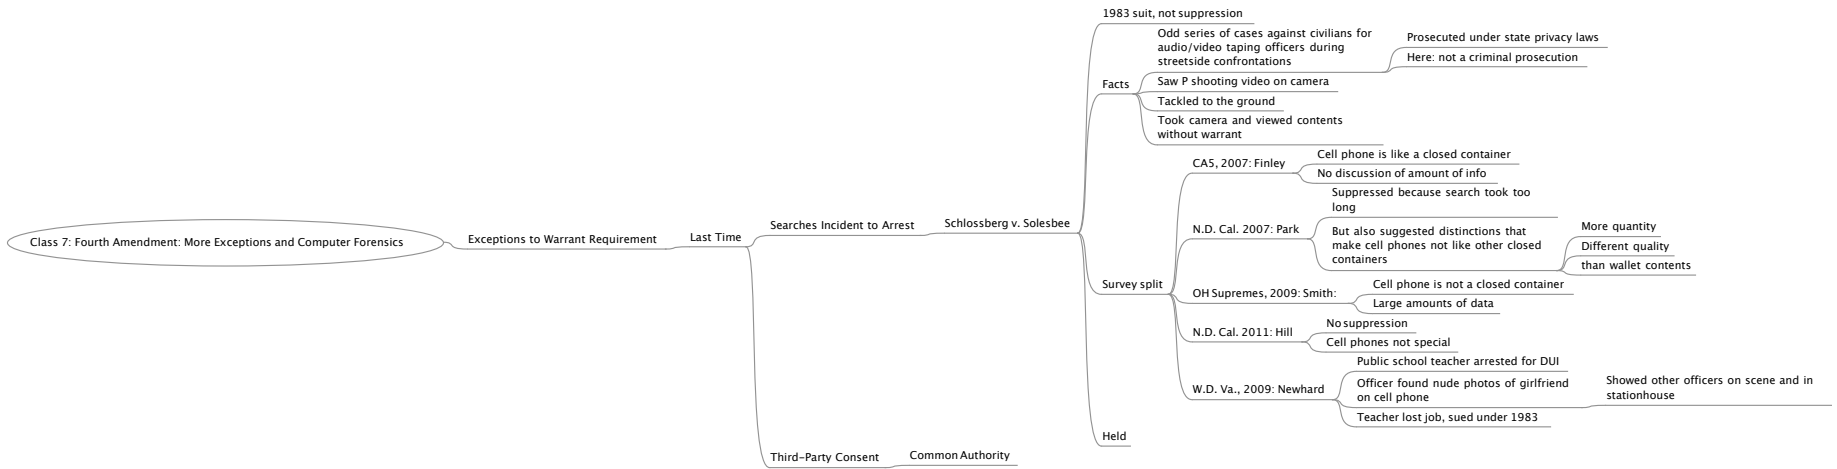 Class 7: Fourth Amendment: More Exceptions and Computer Forensics
Exceptions to Warrant Requirement
Last Time
Searches Incident to Arrest
Schlossberg v. Solesbee
1983 suit, not suppression
Facts
Odd series of cases against civilians for
audio/video taping officers during
streetside confrontations
Prosecuted under state privacy laws
Here: not a criminal prosecution
Saw P shooting video on camera
Tackled to the ground
Took camera and viewed contents
without warrant
Survey split
CA5, 2007: Finley
Cell phone is like a closed container
No discussion of amount of info
N.D. Cal. 2007: Park
Suppressed because search took too
long
But also suggested distinctions that
make cell phones not like other closed
containers
More quantity
Different quality
than wallet contents
OH Supremes, 2009: Smith:
Cell phone is not a closed container
Large amounts of data
N.D. Cal. 2011: Hill
No suppression
Cell phones not special
W.D. Va., 2009: Newhard
Public school teacher arrested for DUI
Officer found nude photos of girlfriend
on cell phone
Showed other officers on scene and in
stationhouse
Teacher lost job, sued under 1983
Held
Third-Party Consent
Common Authority